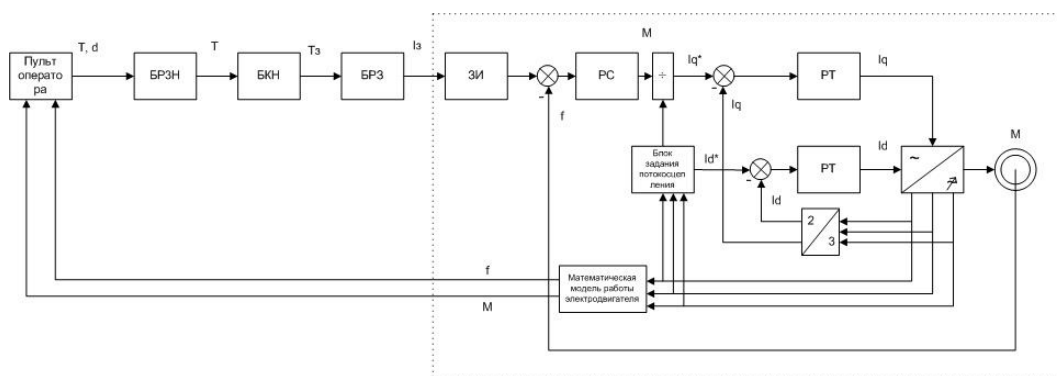 Пульт
операто
ра
T, d
БРЗН
T
БКН
Тз
БРЗ
Iз
ЗИ
-
f
РС
M
÷
Iq*
-
Iq
РТ
Iq
Блок
задания
потокосцеп
ления
Id*
-
Id
РТ
Id
~
M
2
3
Математическая
модель работы
электродвигателя
f
M